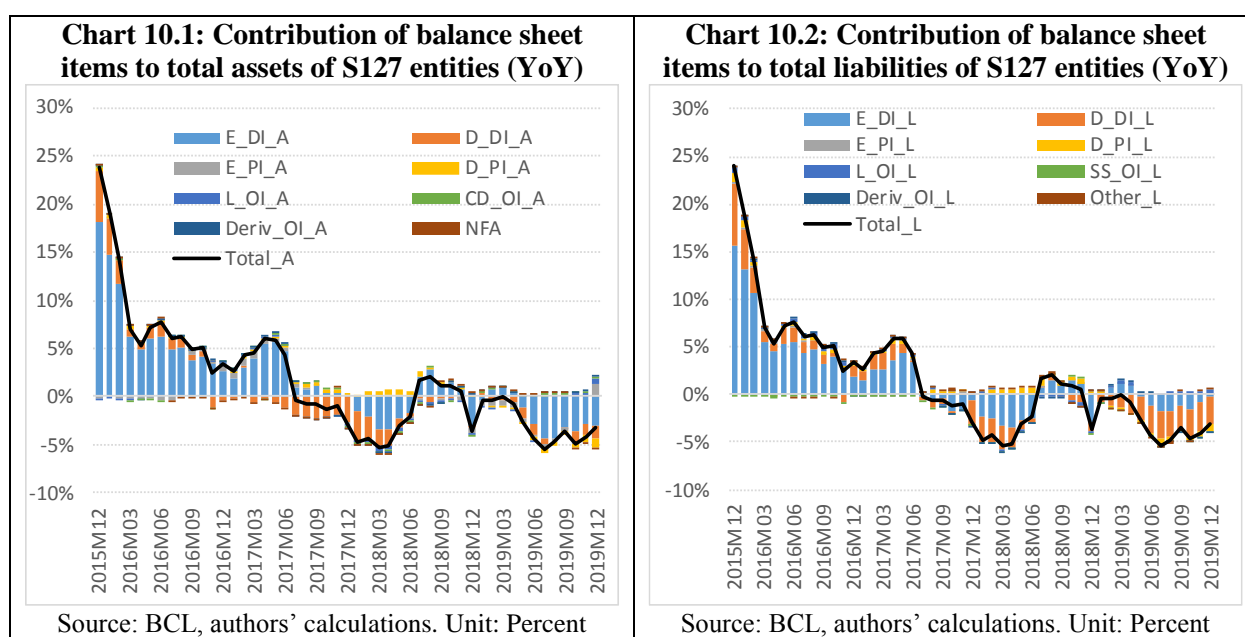 Chart 10.1: Contribution of balance sheet
items to total assets of S127 entities (YoY)
30%
25%
20%
15%
10%
5%
0%
-5%
-10%
E_DI_A
D_DI_A
E_PI_A
D_PI_A
L_OI_A
CD_OI_A
Deriv_OI_A
NFA
Total_A
2015M12
2016M03
2016M06
2016M09
2016M12
2017M03
2017M06
2017M09
2017M12
2018M03
2018M06
2018M09
2018M12
2019M03
2019M06
2019M09
2019M12
Source: BCL, authors’ calculations. Unit: Percent
Chart 10.2: Contribution of balance sheet
items to total liabilities of S127 entities (YoY)
30%
25%
20%
15%
10%
5%
0%
-5%
-10%
E_DI_L
D_DI_L
E_PI_L
D_PI_L
L_OI_L
SS_OI_L
Deriv_OI_L
Other_L
Total_L
2015M12
2016M03
2016M06
2016M09
2016M12
2017M03
2017M06
2017M09
2017M12
2018M03
2018M06
2018M09
2018M12
2019M03
2019M06
2019M09
2019M12
Source: BCL, authors’ calculations. Unit: Percent